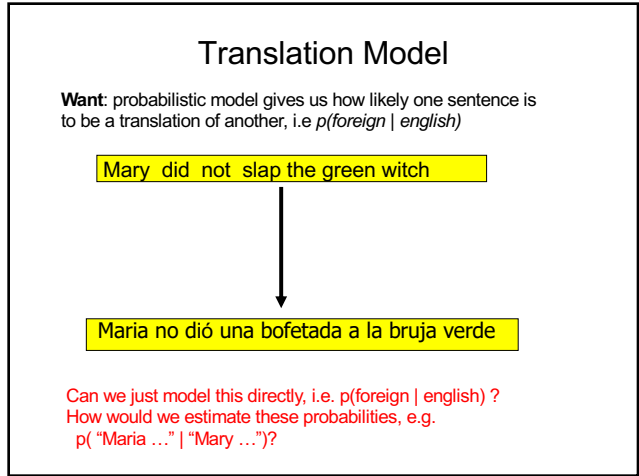 Translation Model
Want: probabilistic model gives us how likely one sentence is
to be a translation of another, i.e p(foreign | english)
Mary did not slap the green witch
Maria no dió una bofetada a la bruja verde
Can we just model this directly, i.e. p(foreign | english) ?
How would we estimate these probabilities, e.g.
p( “Maria …” | “Mary …”)?